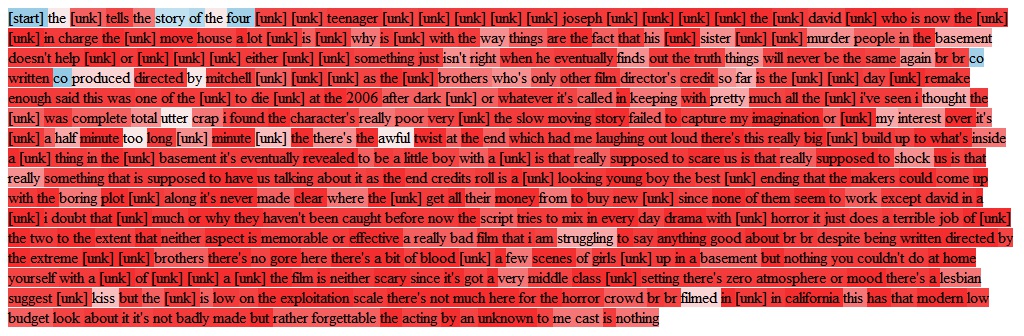 [start] the [unk] tells the story of the four [unk] [unk] teenager [unk] [unk] [unk] [unk] [unk] joseph [unk] [unk] [unk] [unk] the [unk] david [unk] who is now the [unk]
[unk] in charge the [unk] move house a lot [unk] is [unk] why is [unk] with the way things are the fact that his [unk] sister [unk] [unk] murder people in the basement
doesn't help [unk] or [unk] [unk] either [unk] [unk] something just isn't right when he eventually finds out the truth things will never be the same again br br co
written co produced directed by mitchell [unk] [unk] [unk] as the [unk] brothers who's only other film director's credit so far is the [unk] [unk] day [unk] remake
enough said this was one of the [unk] to die [unk] at the 2006 after dark [unk] or whatever it's called in keeping with pretty much all the [unk] i've seen i thought the
[unk] was complete total utter crap i found the character's really poor very [unk] the slow moving story failed to capture my imagination or [unk] my interest over it's
[unk] a half minute too long [unk] minute [unk] the there's the awful twist at the end which had me laughing out loud there's this really big [unk] build up to what's inside
a [unk] thing in the [unk] basement it's eventually revealed to be a little boy with a [unk] is that really supposed to scare us is that really supposed to shock us is that
really something that is supposed to have us talking about it as the end credits roll is a [unk] looking young boy the best [unk] ending that the makers could come up
with the boring plot [unk] along it's never made clear where the [unk] get all their money from to buy new [unk] since none of them seem to work except david in a
[unk] i doubt that [unk] much or why they haven't been caught before now the script tries to mix in every day drama with [unk] horror it just does a terrible job of [unk]
the two to the extent that neither aspect is memorable or effective a really bad film that i am struggling to say anything good about br br despite being written directed by
the extreme [unk] [unk] brothers there's no gore here there's a bit of blood [unk] a few scenes of girls [unk] up in a basement but nothing you couldn't do at home
yourself with a [unk] of [unk] [unk] a [unk] the film is neither scary since it's got a very middle class [unk] setting there's zero atmosphere or mood there's a lesbian
suggest [unk] kiss but the [unk] is low on the exploitation scale there's not much here for the horror crowd br br filmed in [unk] in california this has that modern low
budget look about it it's not badly made but rather forgettable the acting by an unknown to me cast is nothing